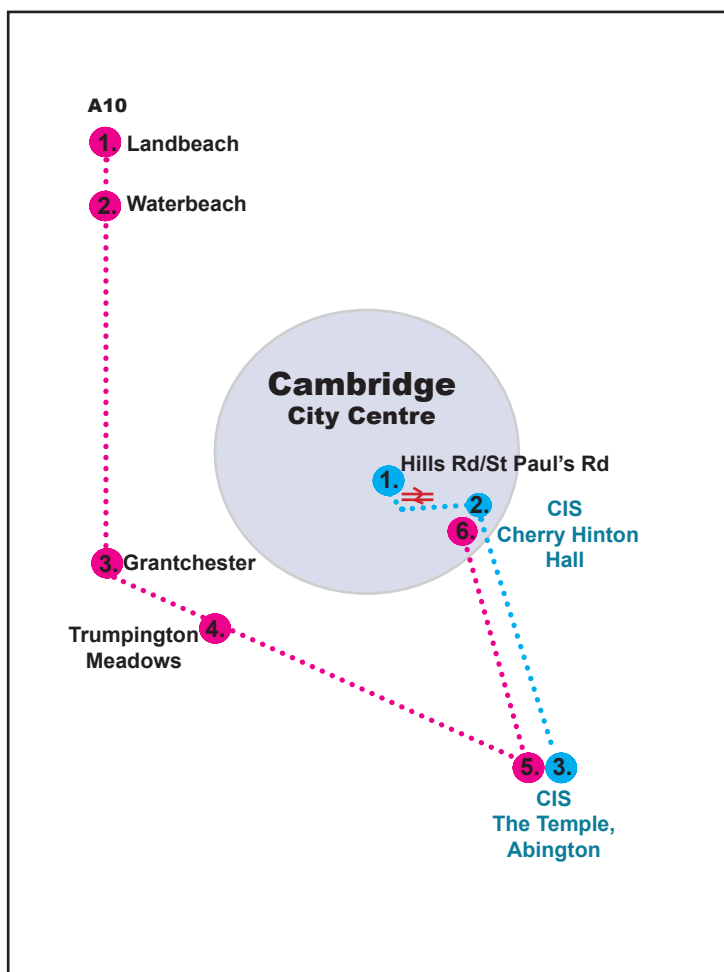 A10
1. Landbeach
2. Waterbeach
Cambridge
City Centre
Hills Rd/St Paul's Rd
1.
2.
CIS
Cherry Hinton
Hall
6.
3. Grantchester
4.
Trumpington
Meadows
5. 3.
CIS
The Temple,
Abington